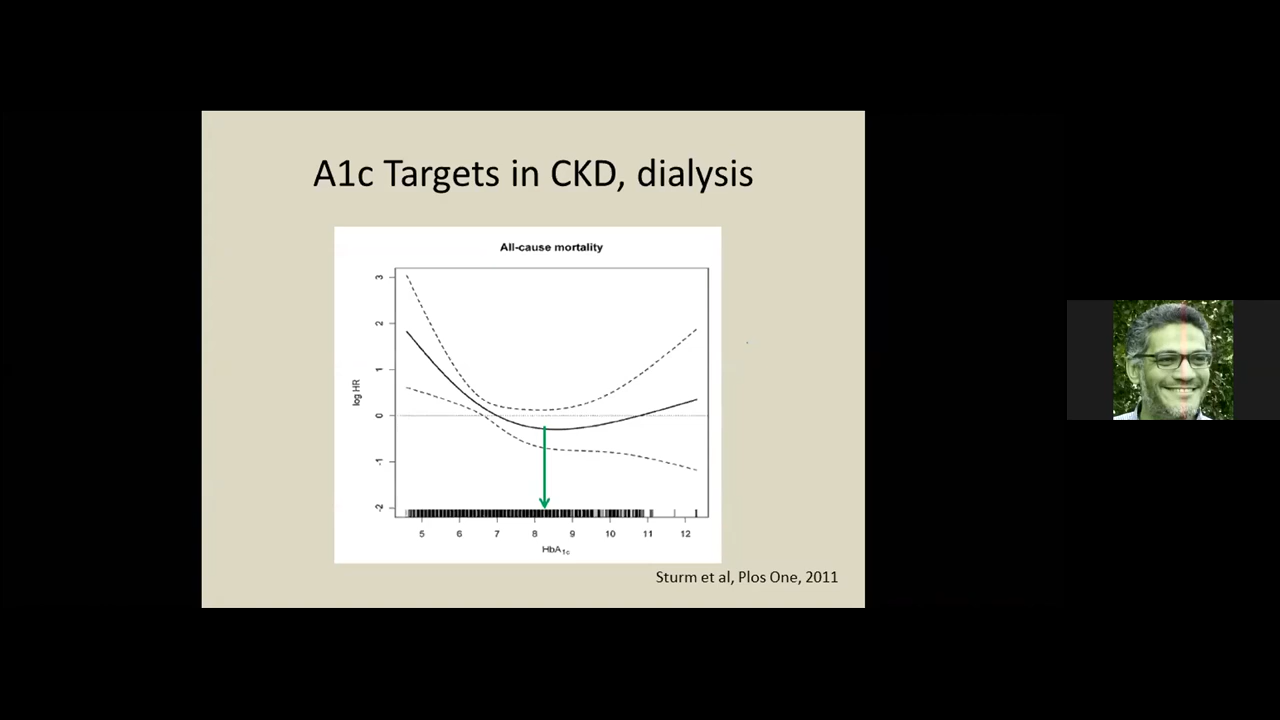 A1c Targets in CKD, dialysis
All-cause mortality
3
2
1
0
-1
-2
log HR
5 6 7 8 9 10 11 12
HbA1c
Sturm et al, Plos One, 2011